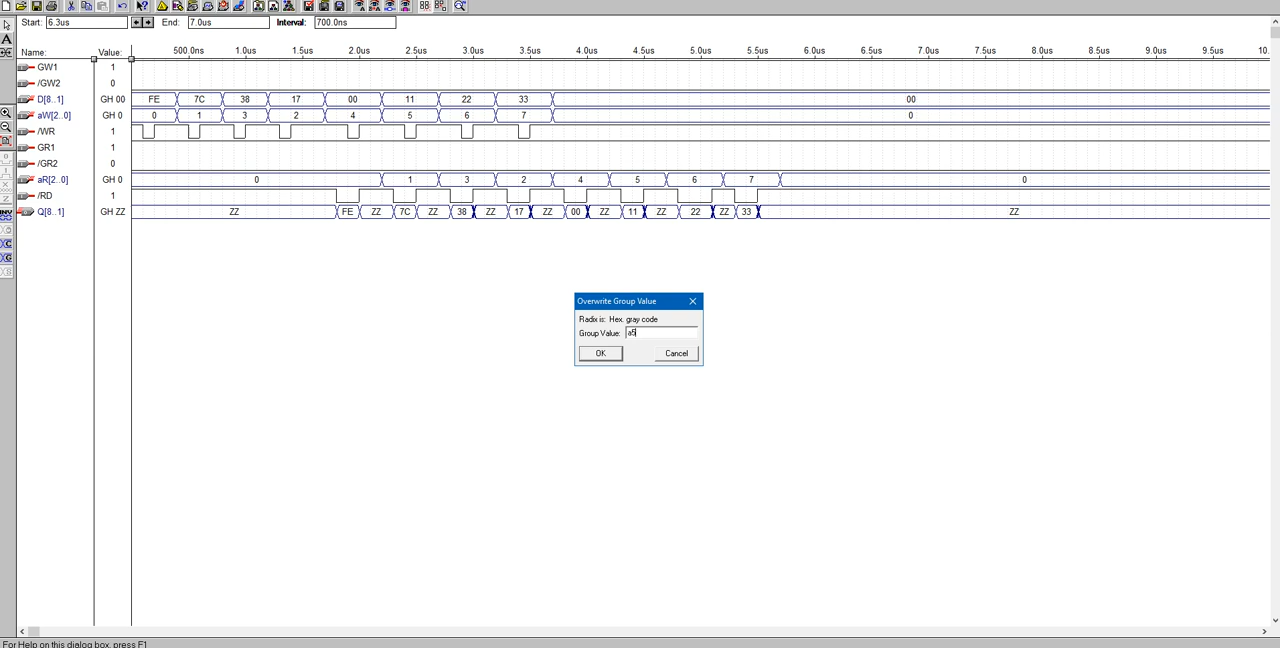 Start: 6.3us End: 7.0us Interval: 700.0ns
Name: Value: 500.0ns 1.0us 1.5us 2.0us 2.5us 3.0us 3.5us 4.0us 4.5us 5.0us 5.5us 6.0us 6.5us 7.0us 7.5us 8.0us 8.5us 9.0us 9.5us 10.
GW1 1
/GW2 0
D[8..1] GH 00 FE 7C 38 17 00 11 22 33 00
aW[2..0] GH 0 0 1 3 2 4 5 6 7 0
/WR 1
GR1 1
/GR2 0
aR[2..0] GH 0 0 1 3 2 4 5 6 7 0
/RD 1
Q[8..1] GH ZZ ZZ FE ZZ 7C ZZ 38 ZZ 17 ZZ 00 ZZ 11 ZZ 22 ZZ 33 ZZ
Overwrite Group Value
Radix is: Hex, gray code
Group Value: a5
OK Cancel
For Help on this dialog box, press F1